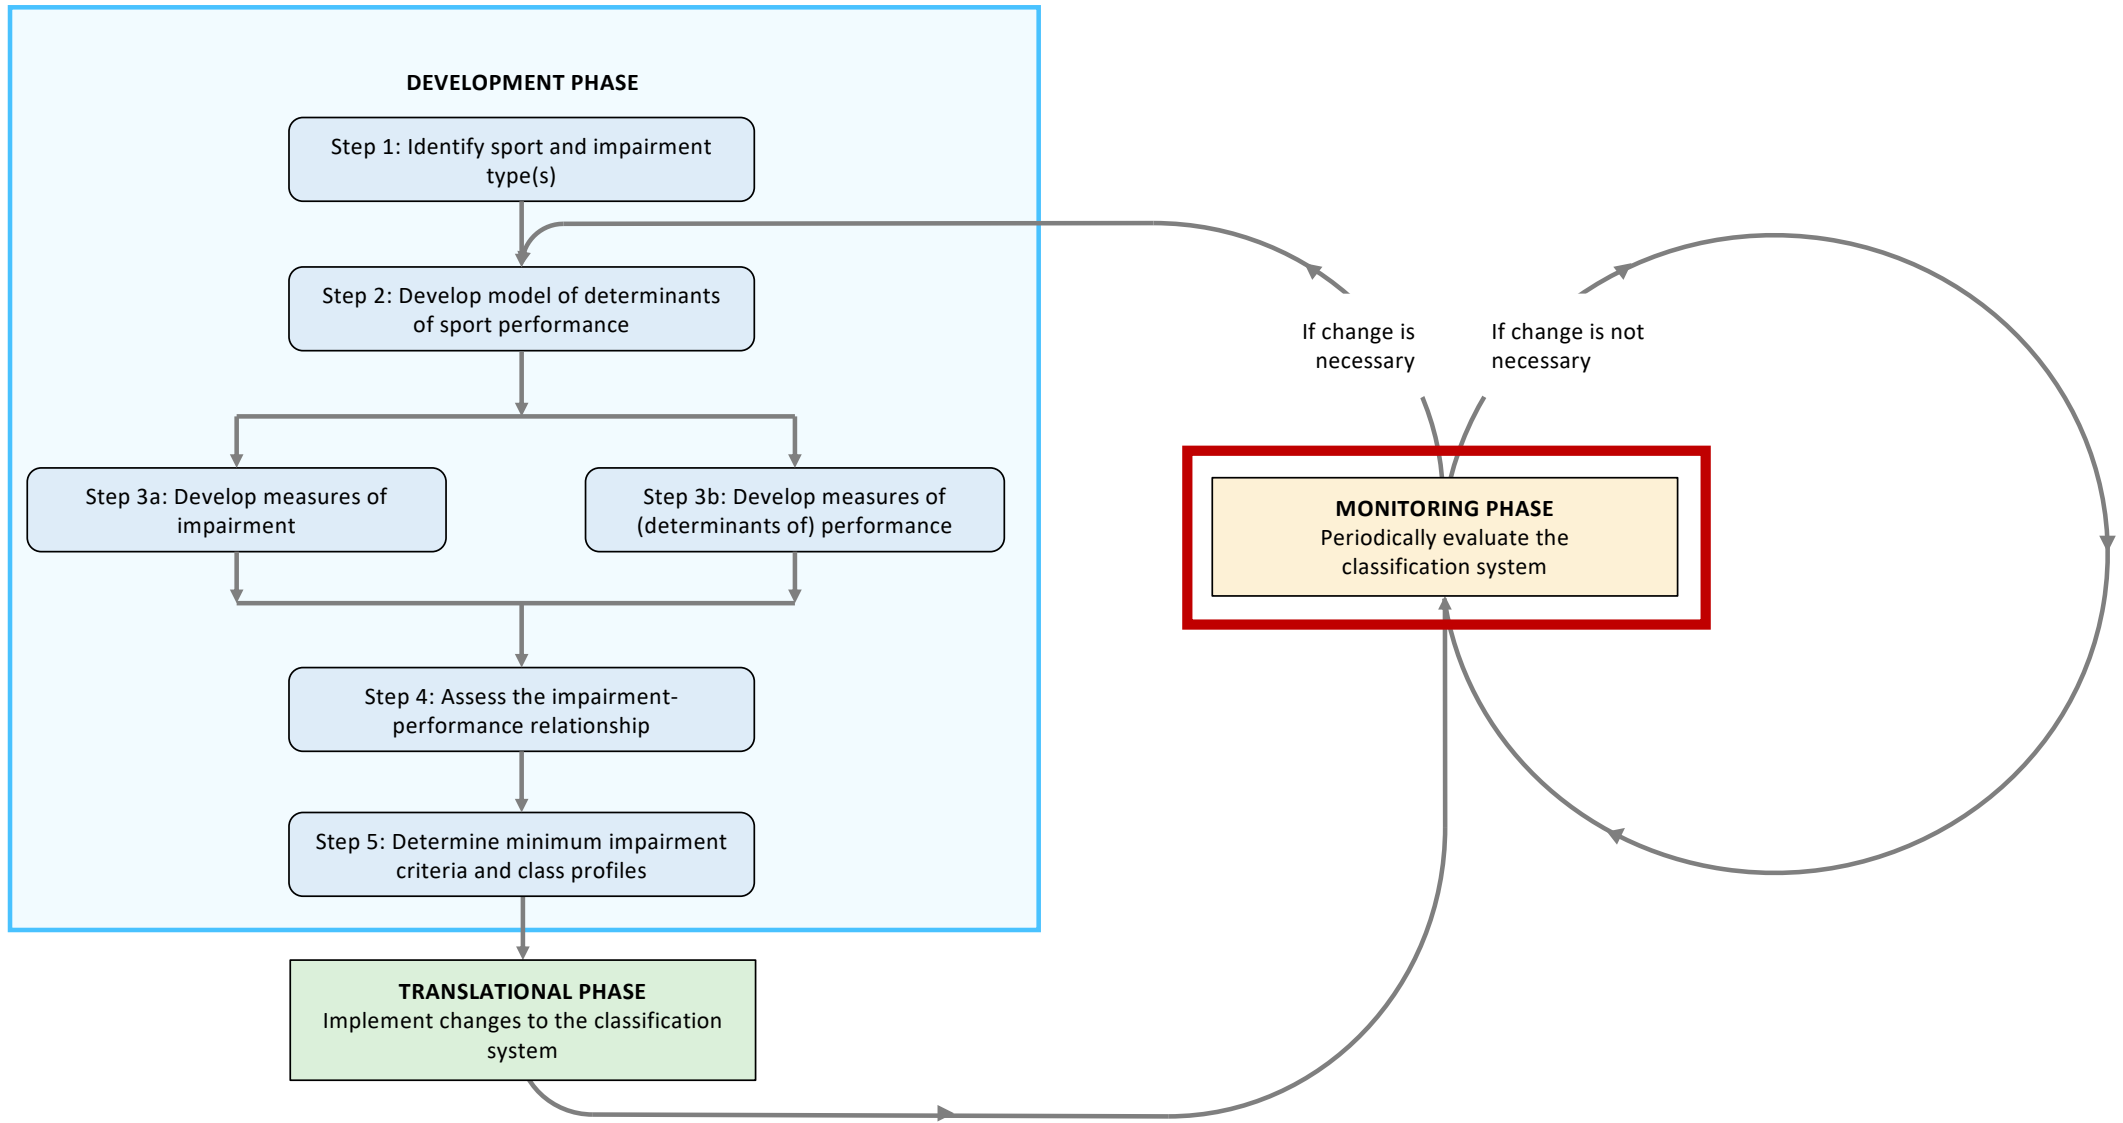 DEVELOPMENT PHASE
Step 1: Identify sport and impairment
type(s)
Step 2: Develop model of determinants
of sport performance
If change is
necessary
If change is not
necessary
Step 3a: Develop measures of
impairment
Step 3b: Develop measures of
(determinants of) performance
MONITORING PHASE
Periodically evaluate the
classification system
Step 4: Assess the impairment-
performance relationship
Step 5: Determine minimum impairment
criteria and class profiles
TRANSLATIONAL PHASE
Implement changes to the classification
system